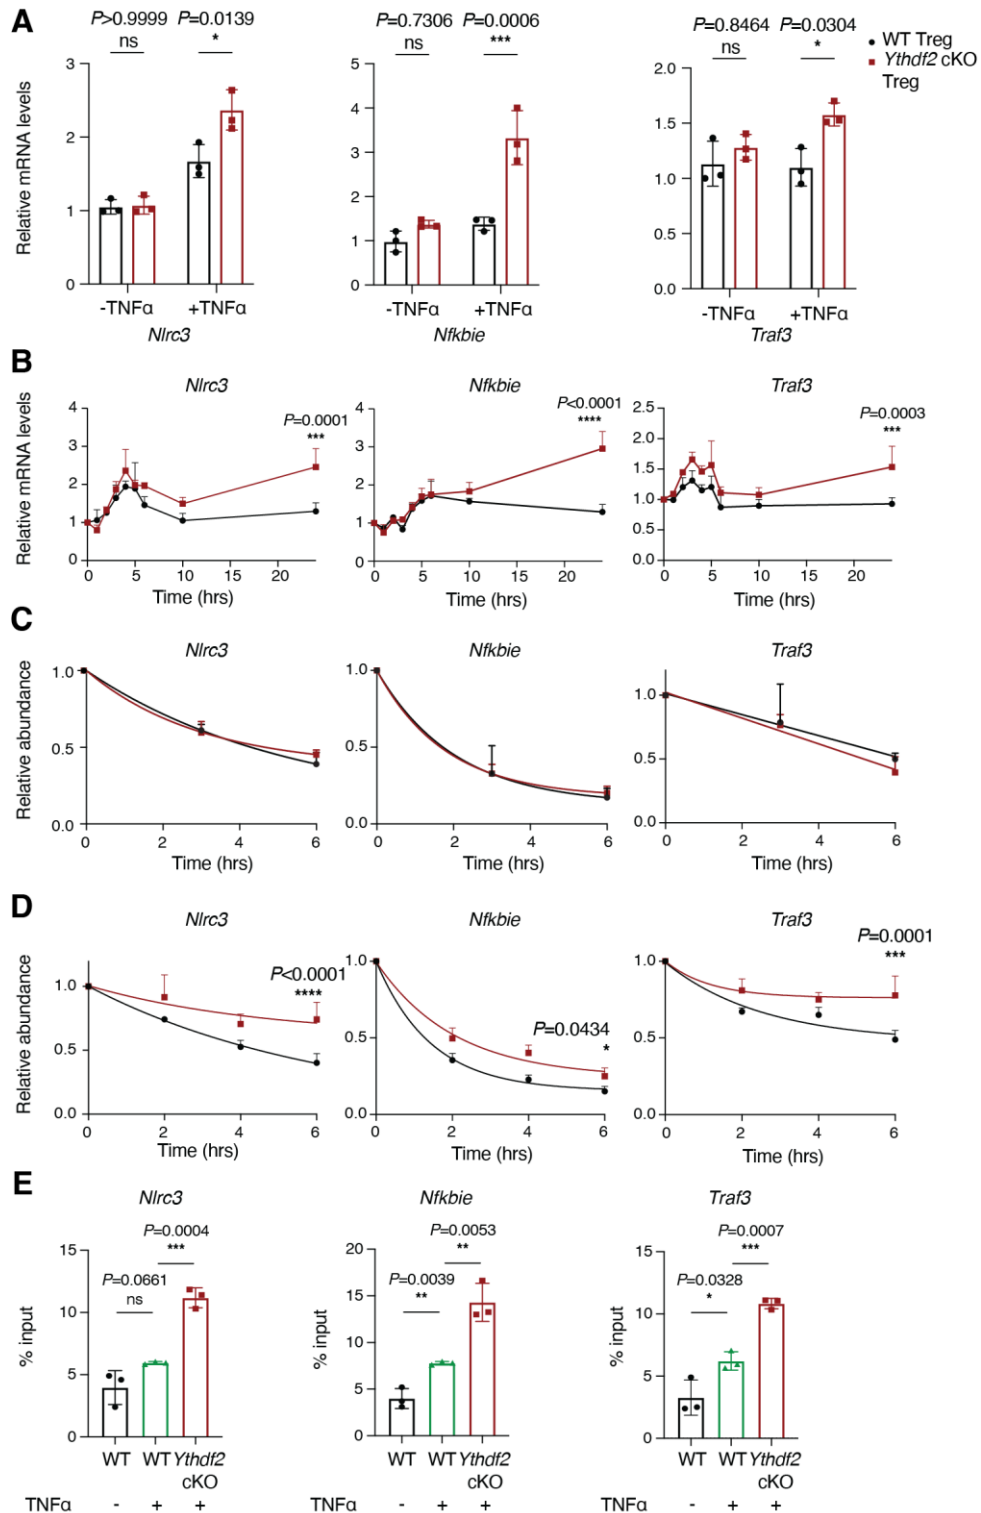 A
P>0.9999 P=0.0139
ns *
P=0.7306 P=0.0006
ns ***
P=0.8464 P=0.0304
ns *
WT Treg
Ythdf2 cKO
Treg
Relative mRNA levels
3
2
1
0
-TNFα +TNFα
Nlrc3
5
4
3
2
1
0
-TNFα +TNFα
Nfkbie
2.0
1.5
1.0
0.5
0.0
-TNFα +TNFα
Traf3
B
Relative mRNA levels
Nlrc3
P=0.0001
***
4
3
2
1
0
0 5 10 15 20
Time (hrs)
Nfkbie
P<0.0001
****
4
3
2
1
0
0 5 10 15 20
Time (hrs)
Traf3
P=0.0003
***
2.5
2.0
1.5
1.0
0.5
0.0
0 5 10 15 20
Time (hrs)
C
Relative abundance
Nlrc3
1.0
0.5
0.0
0 2 4 6
Time (hrs)
Nfkbie
1.0
0.5
0.0
0 2 4 6
Time (hrs)
Traf3
1.0
0.5
0.0
0 2 4 6
Time (hrs)
D
Relative abundance
Nlrc3
P<0.0001
****
1.0
0.5
0.0
0 2 4 6
Time (hrs)
Nfkbie
P=0.0434
*
1.0
0.5
0.0
0 2 4 6
Time (hrs)
Traf3
P=0.0001
***
1.0
0.5
0.0
0 2 4 6
Time (hrs)
E
Nlrc3
P=0.0004
***
P=0.0661
ns
% input
15
10
5
0
WT WT Ythdf2
cKO
TNFα - + +
Nfkbie
P=0.0053
**
P=0.0039
**
% input
20
15
10
5
0
WT WT Ythdf2
cKO
TNFα - + +
Traf3
P=0.0007
***
P=0.0328
*
% input
15
10
5
0
WT WT Ythdf2
cKO
TNFα - + +